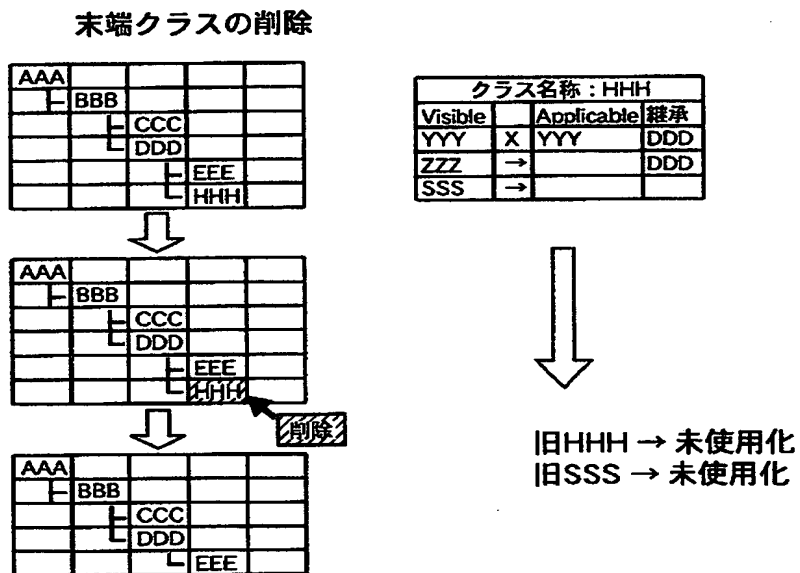 末端クラスの削除
AAA
BBB
CCC
DDD
EEE
HHH
AAA
BBB
CCC
DDD
EEE
HHH
削除
AAA
BBB
CCC
DDD
EEE
クラス名称：HHH
Visible Applicable 継承
YYY X YYY DDD
ZZZ → DDD
SSS →
旧HHH → 未使用化
旧SSS → 未使用化